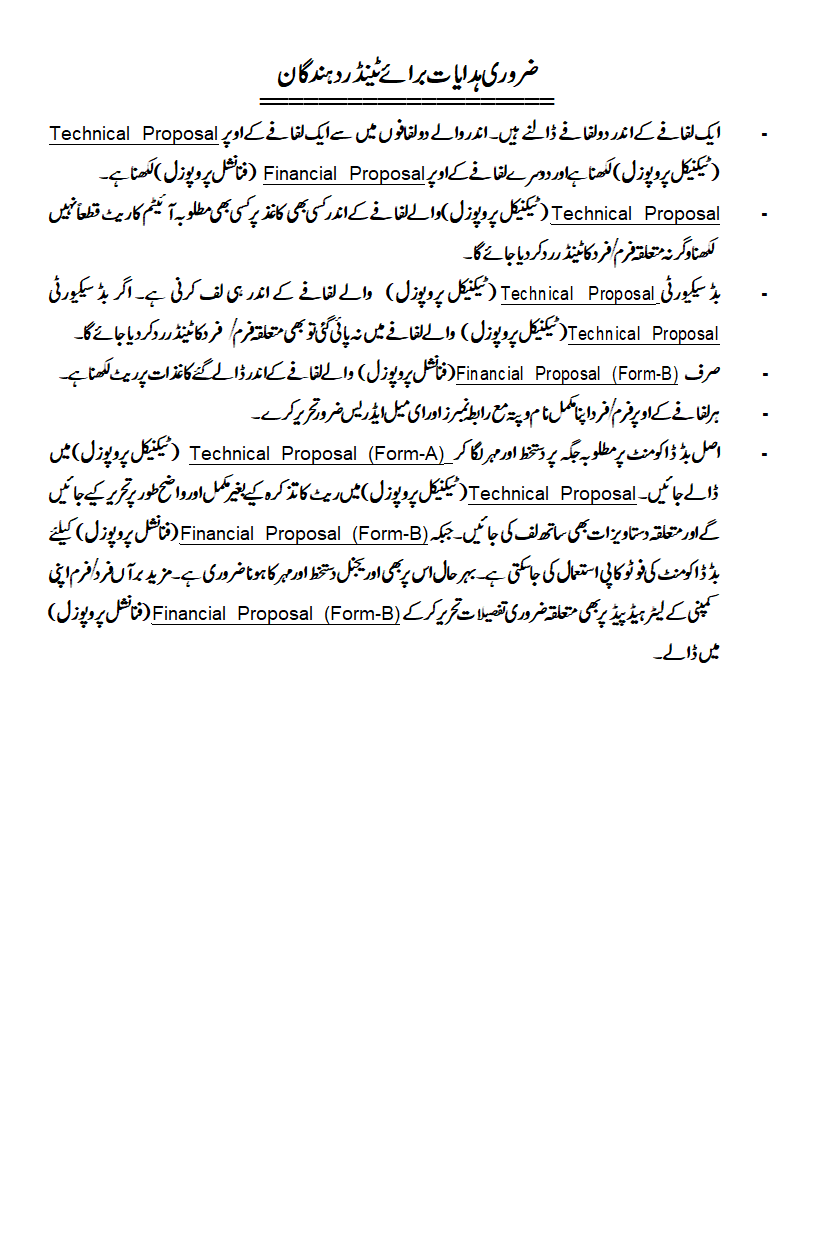 ضروری ہدایات برائے ٹینڈر دہندگان
- ایک لفافے کے اندر دو لفافے ڈالنے ہیں۔ اندر والے دو لفافوں میں سے ایک لفافے کے اوپر Technical Proposal
(ٹیکنیکل پروپوزل) لکھنا ہے اور دوسرے لفافے کے اوپر Financial Proposal (فنانشل پروپوزل) لکھنا ہے۔
- Technical Proposal (ٹیکنیکل پروپوزل) والے لفافے کے اندر کسی بھی کاغذ پر کسی بھی مطلوبہ آئیٹم کا ریٹ قطعاً نہیں
لکھنا وگرنہ متعلقہ فرم/فرد کا ٹینڈر رد کر دیا جائے گا۔
- بڈ سیکیورٹی Technical Proposal (ٹیکنیکل پروپوزل) والے لفافے کے اندر ہی لف کرنی ہے۔ اگر بڈ سیکیورٹی
Technical Proposal (ٹیکنیکل پروپوزل) والے لفافے میں نہ پائی گئی تو بھی متعلقہ فرم/ فرد کا ٹینڈر رد کر دیا جائے گا۔
- صرف Financial Proposal (Form-B) (فنانشل پروپوزل) والے لفافے کے اندر ڈالے گئے کاغذات پر ریٹ لکھنا ہے۔
- ہر لفافے کے اوپر فرم/فرد اپنا مکمل نام و پتہ مع رابطہ نمبرز اور ای میل ایڈریس ضرور تحریر کرے۔
- اصل بڈ ڈاکومنٹ پر مطلوبہ جگہ پر دستخط اور مہر لگا کر Technical Proposal (Form-A) (ٹیکنیکل پروپوزل) میں
ڈالے جائیں۔ Technical Proposal (ٹیکنیکل پروپوزل) میں ریٹ کا تذکرہ کیے بغیر مکمل اور واضح طور پر تحریر کیے جائیں
گے اور متعلقہ دستاویزات بھی ساتھ لف کی جائیں۔ جبکہ Financial Proposal (Form-B) (فنانشل پروپوزل) کیلئے
بڈ ڈاکومنٹ کی فوٹو کاپی استعمال کی جا سکتی ہے۔ بہر حال اس پر بھی اوریجنل دستخط اور مہر کا ہونا ضروری ہے۔ مزید برآں فرد/فرم اپنی
کمپنی کے لیٹر ہیڈ پیڈ پر بھی متعلقہ ضروری تفصیلات تحریر کر کے Financial Proposal (Form-B) (فنانشل پروپوزل)
میں ڈالے۔